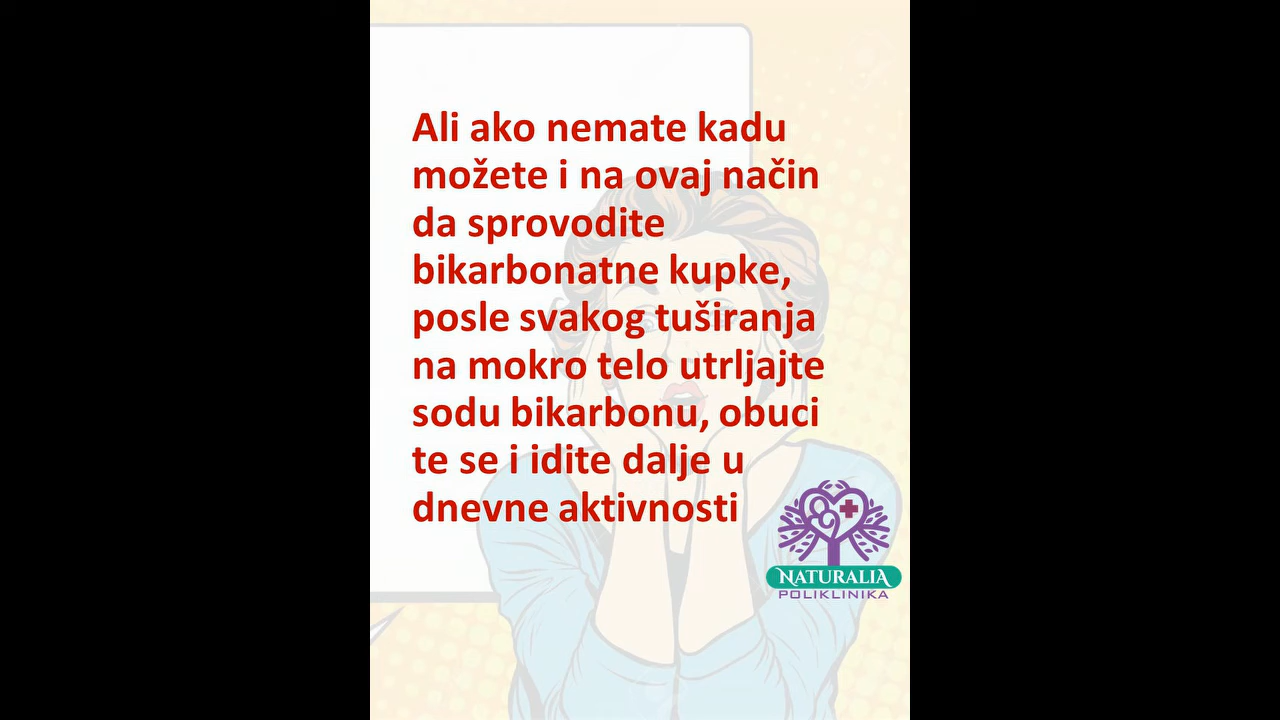 Ali ako nemate kadu
možete i na ovaj način
da sprovodite
bikarbonatne kupke,
posle svakog tuširanja
na mokro telo utrljajte
sodu bikarbonu, obuci
te se i idite dalje u
dnevne aktivnosti
NATURALIA
POLIKLINIKA